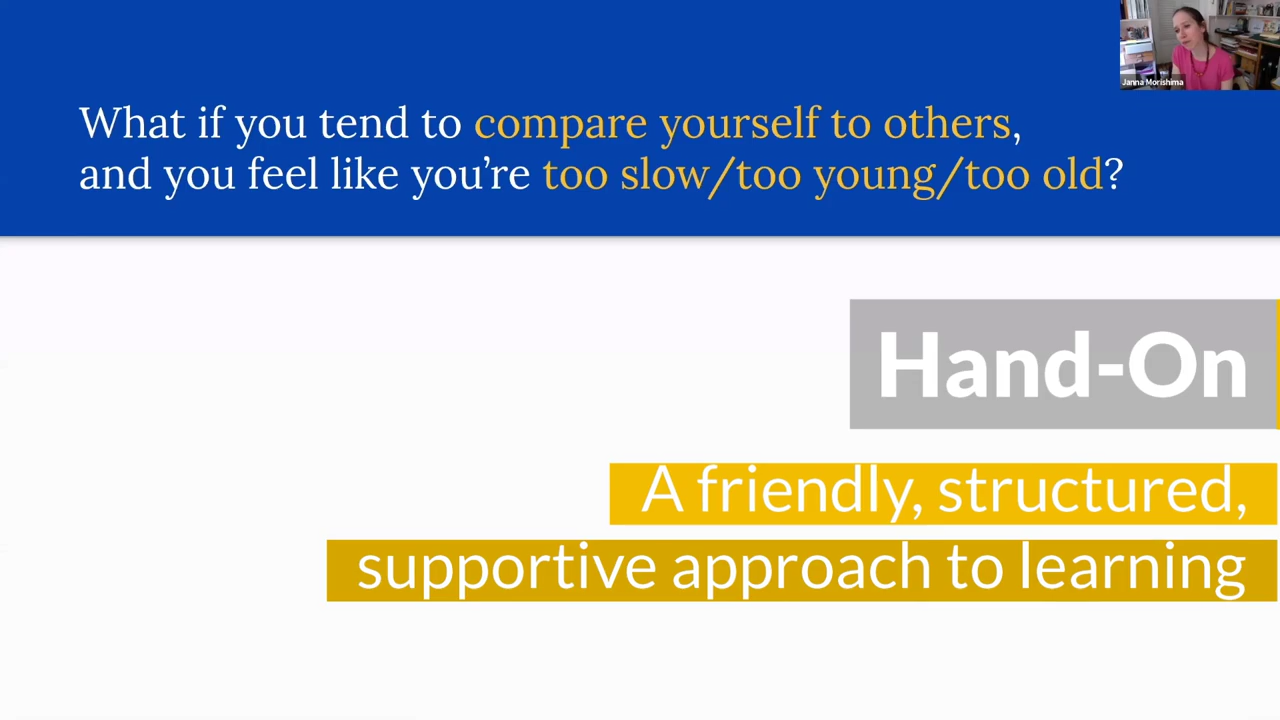 What if you tend to compare yourself to others,
and you feel like you're too slow/too young/too old?
Janna Morishima
Hand-On
A friendly, structured,
supportive approach to learning